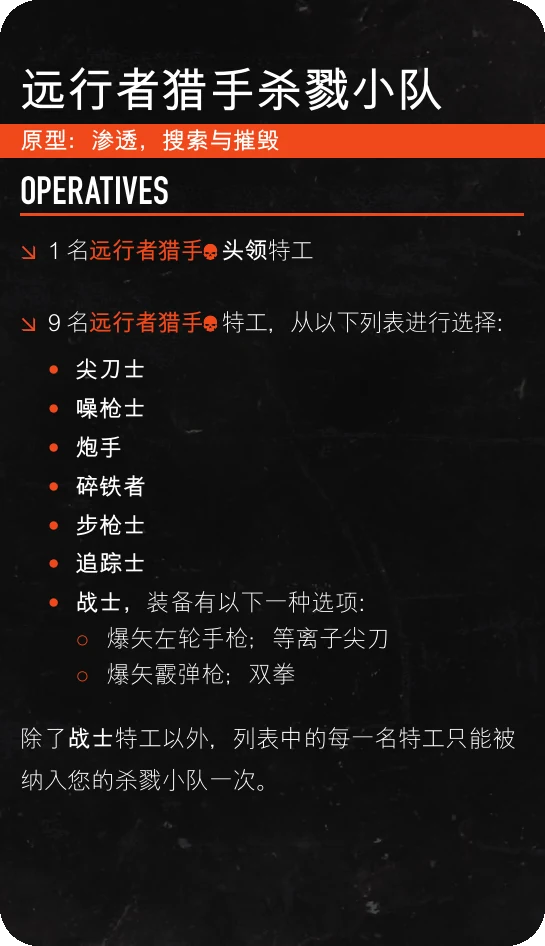 远行者猎手杀戮小队
原型：渗透，搜索与摧毁
OPERATIVES
1 名远行者猎手头领特工
9 名远行者猎手特工，从以下列表进行选择:
尖刀士
噪枪士
炮手
碎铁者
步枪士
追踪士
战士，装备有以下一种选项:
爆矢左轮手枪；等离子尖刀
爆矢霰弹枪；双拳
除了战士特工以外，列表中的每一名特工只能被
纳入您的杀戮小队一次。